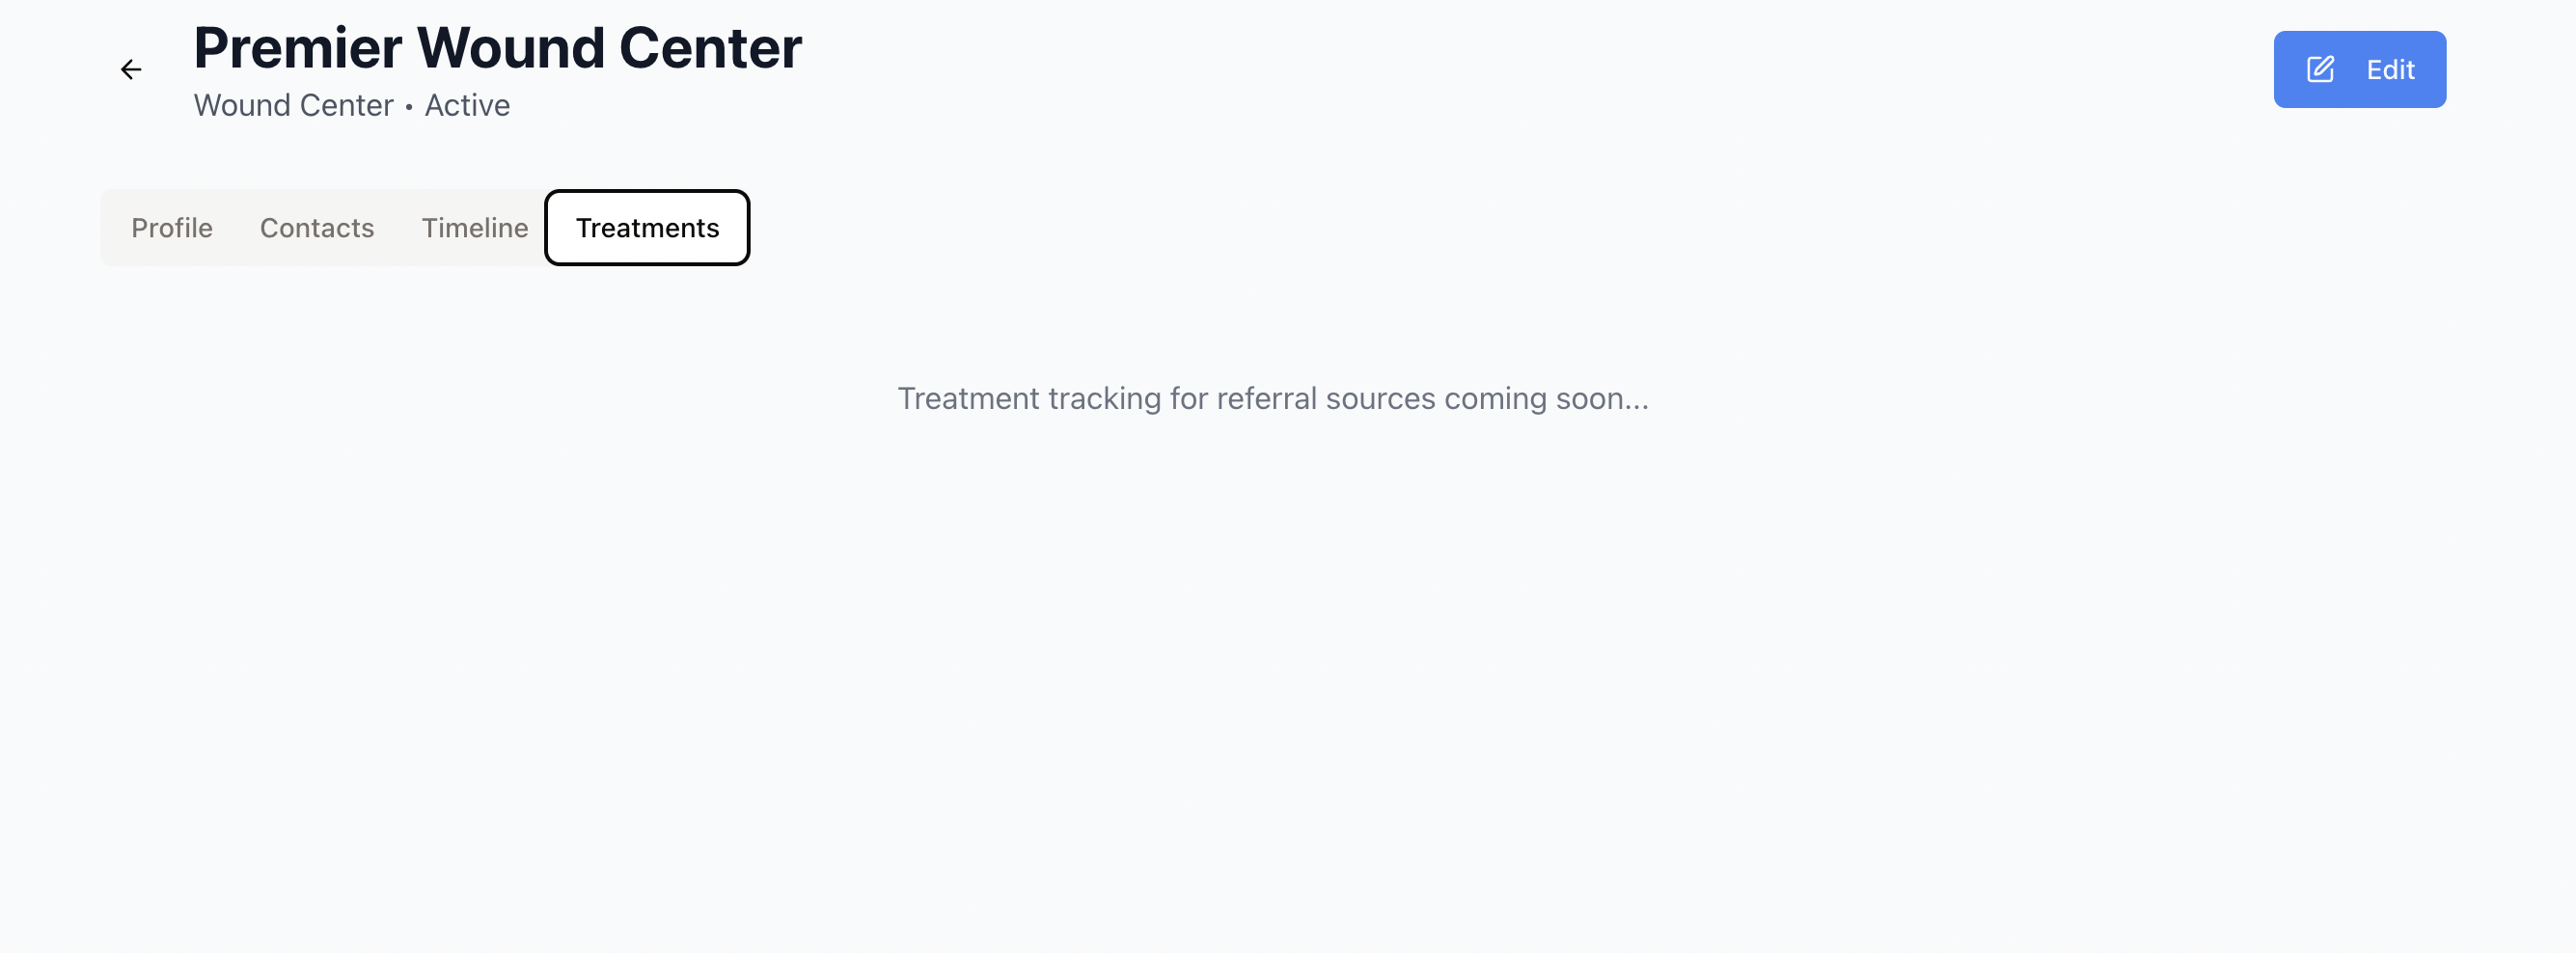 Premier Wound Center
Wound Center • Active
Edit
Profile
Contacts
Timeline
Treatments
Treatment tracking for referral sources coming soon...